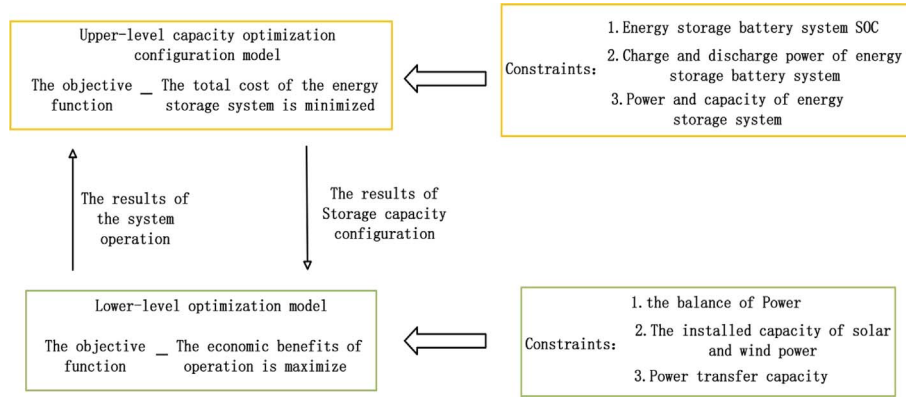 Upper-level capacity optimization
configuration model
The objective
function
—
The total cost of the energy
storage system is minimized
Constraints:
1.Energy storage battery system SOC
2.Charge and discharge power of energy
storage battery system
3.Power and capacity of energy
storage system
The results of
the system
operation
The results of
Storage capacity
configuration
Lower-level optimization model
The objective
function
—
The economic benefits of
operation is maximize
Constraints:
1.the balance of Power
2.The installed capacity of solar
and wind power
3.Power transfer capacity